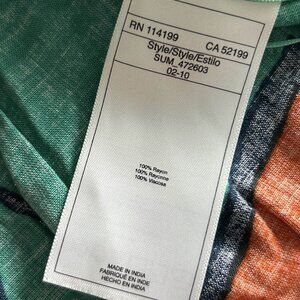 RN 114199 CA 52199
Style/Style/Estilo
SUM_472603
02-10
100% Rayon
100% Rayonne
100% Viscosa
MADE IN INDIA
FABRIQUÉ EN INDE
HECHO EN INDIA